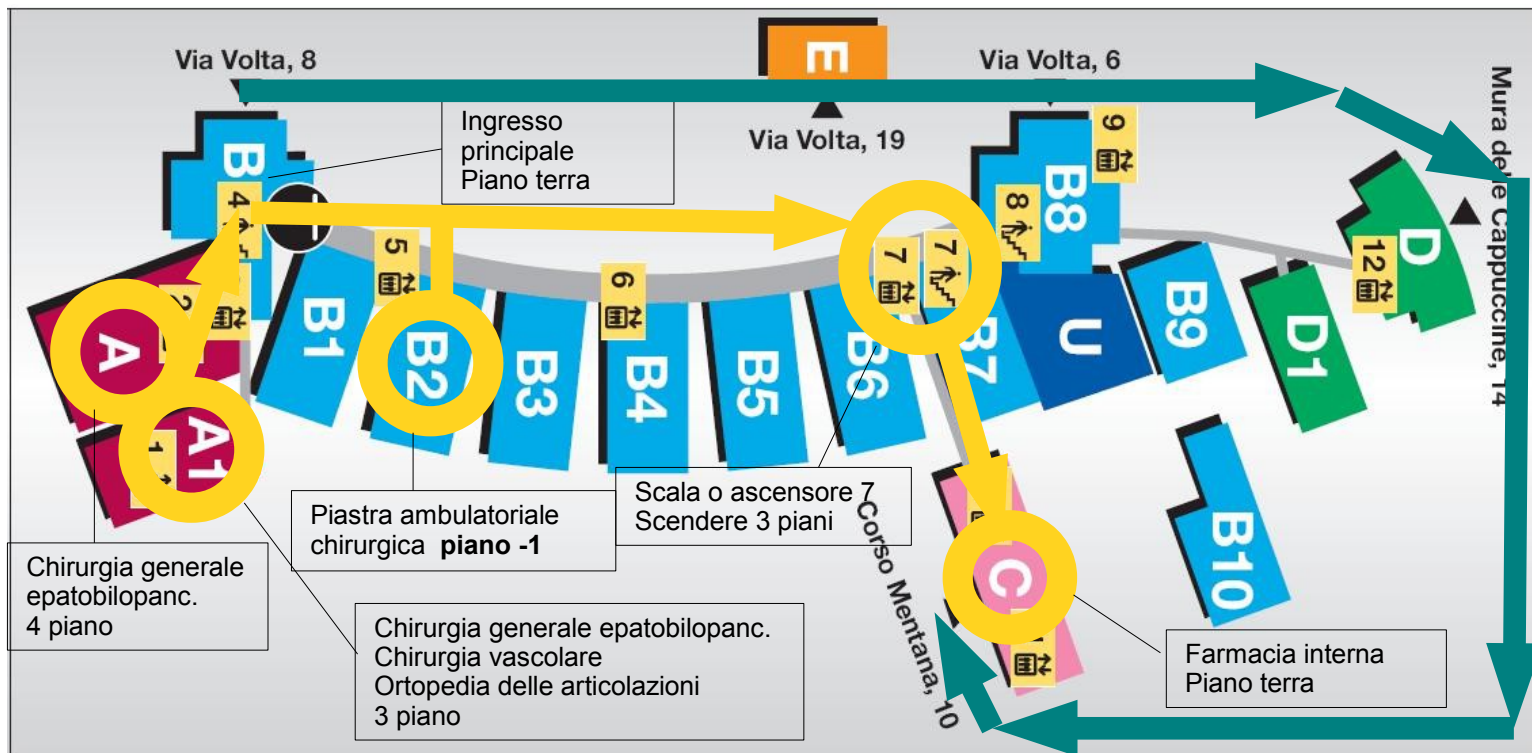 Via Volta, 8
E
Via Volta, 19
Via Volta, 6
Mura delle Cappuccine, 14
Ingresso
principale
Piano terra
B
4
5
6
7
7
8
9
12
B8
D
D1
B1
B2
B3
B4
B5
B6
B7
U
B9
B10
A
2
A1
1
C
Corso Mentana, 10
Scala o ascensore 7
Scendere 3 piani
Piastra ambulatoriale
chirurgica piano -1
Chirurgia generale
epatobilopanc.
4 piano
Chirurgia generale epatobilopanc.
Chirurgia vascolare
Ortopedia delle articolazioni
3 piano
Farmacia interna
Piano terra